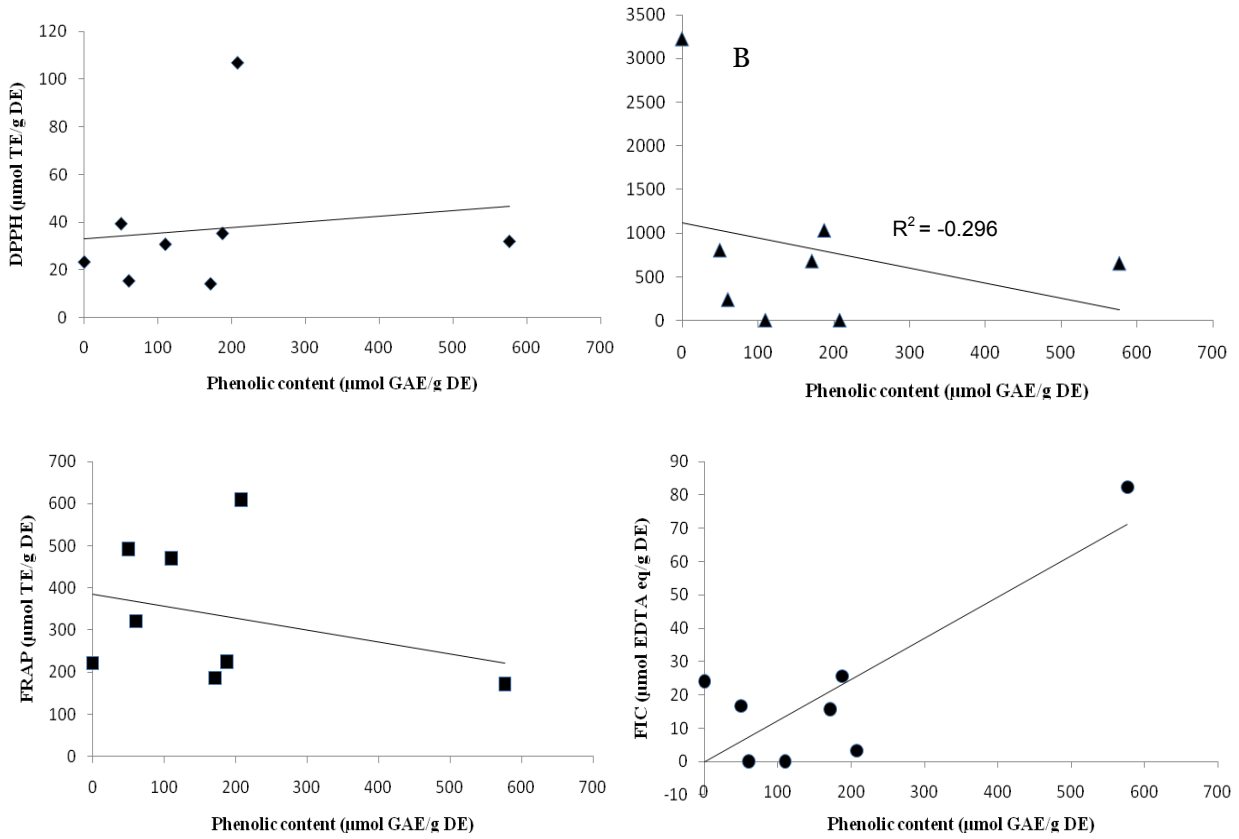 120
100
80
60
40
20
0
DPPH (µmol TE/g DE)
0 100 200 300 400 500 600 700
Phenolic content (µmol GAE/g DE)
3500
3000
2500
2000
1500
1000
500
0
B
R² = -0.296
0 100 200 300 400 500 600 700
Phenolic content (µmol GAE/g DE)
700
600
500
400
300
200
100
0
FRAP (µmol TE/g DE)
0 100 200 300 400 500 600 700
Phenolic content (µmol GAE/g DE)
90
80
70
60
50
40
30
20
10
0
-10
FIC (µmol EDTA eq/g DE)
0 100 200 300 400 500 600 700
Phenolic content (µmol GAE/g DE)